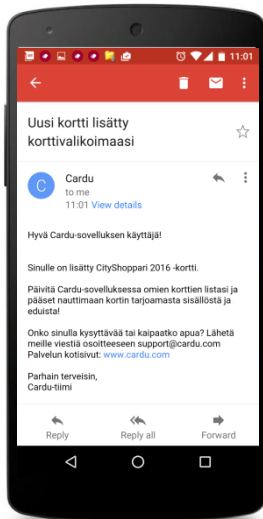 11:01
Uusi kortti lisätty
korttivalikoimaasi
C
Cardu
to me
11:01 View details
Hyvä Cardu-sovelluksen käyttäjä!
Sinulle on lisätty CityShoppari 2016 -kortti.
Päivitä Cardu-sovelluksessa omien korttien listasi ja
pääset nauttimaan kortin tarjoamasta sisällöstä ja
eduista!
Onko sinulla kysyttävää tai kaipaatko apua? Lähetä
meille viestiä osoitteeseen support@cardu.com
Palvelun kotisivut: www.cardu.com
Parhain terveisin,
Cardu-tiimi
Reply Reply all Forward